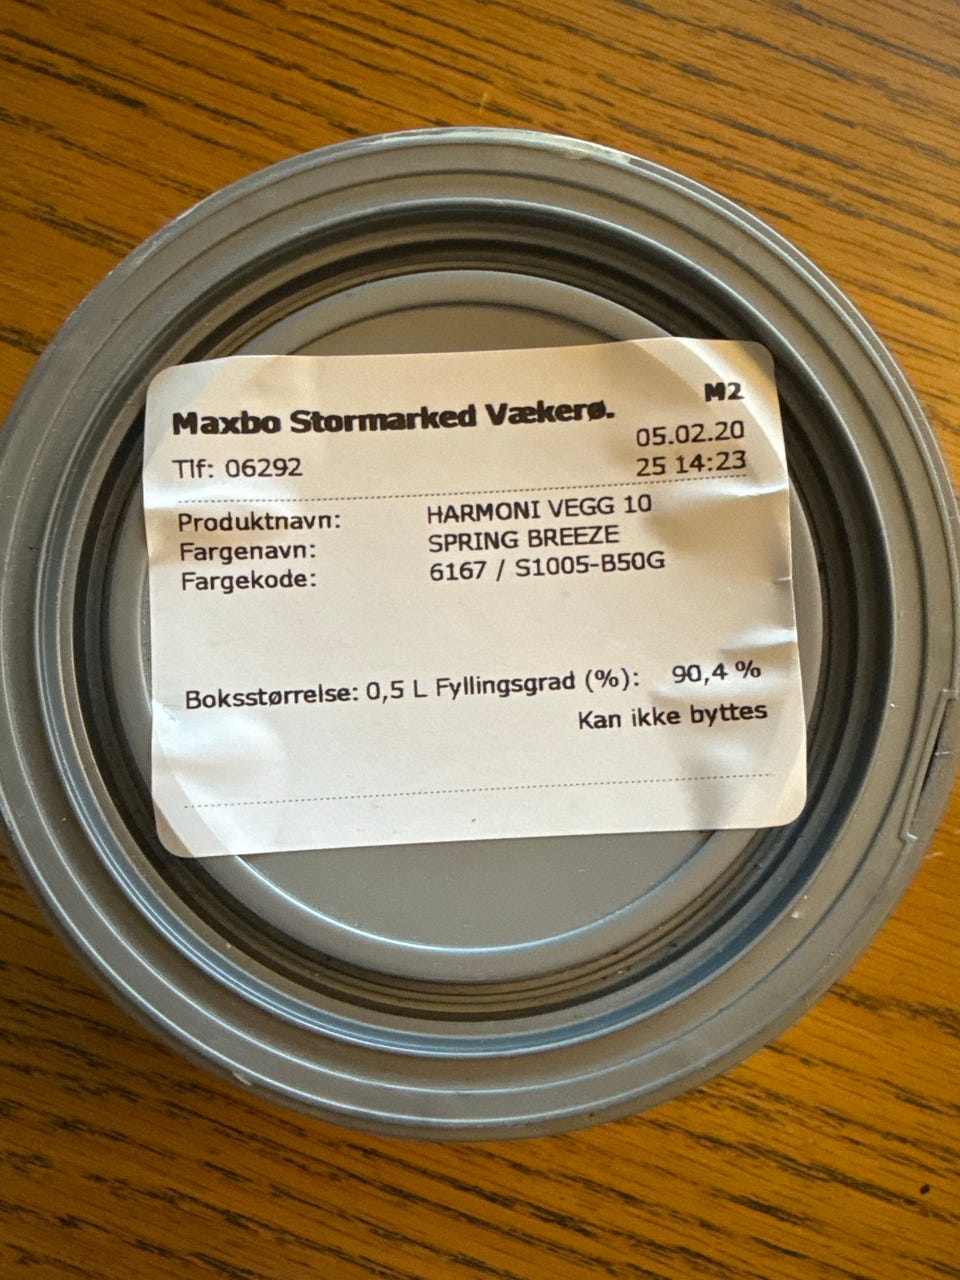 M2
Maxbo Stormarked Vækerø.
05.02.20
Tlf: 06292
25 14:23
Produktnavn: HARMONI VEGG 10
Fargenavn: SPRING BREEZE
Fargekode: 6167 / S1005-B50G
Boksstørrelse: 0,5 L Fyllingsgrad (%): 90,4 %
Kan ikke byttes